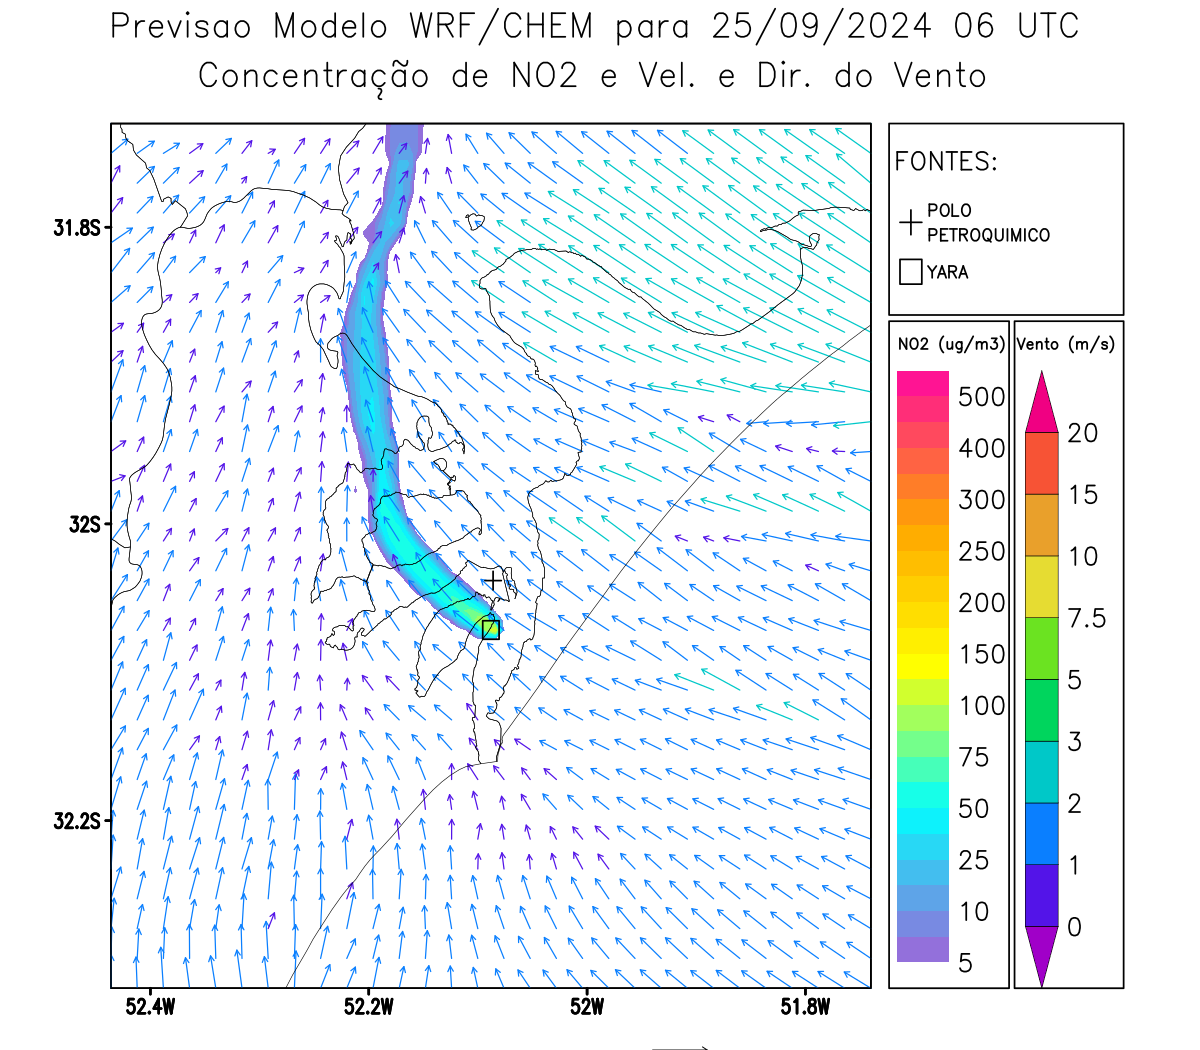 Previsao Modelo WRF/CHEM para 25/09/2024 06 UTC
Concentração de NO2 e Vel. e Dir. do Vento
FONTES:
POLO
PETROQUIMICO
YARA
31.8S
32S
32.2S
52.4W
52.2W
52W
51.8W
NO2 (ug/m3)
500
400
300
250
200
150
100
75
50
25
10
5
Vento (m/s)
20
15
10
7.5
5
3
2
1
0